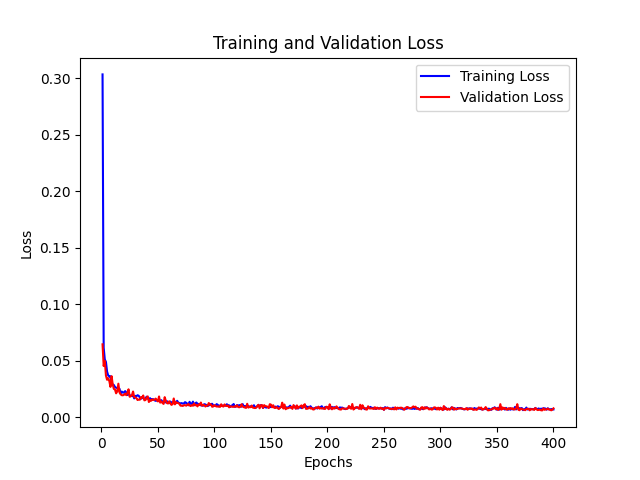 Training and Validation Loss
Training Loss
Validation Loss
0.30
0.25
0.20
0.15
0.10
0.05
0.00
Loss
0 50 100 150 200 250 300 350 400
Epochs